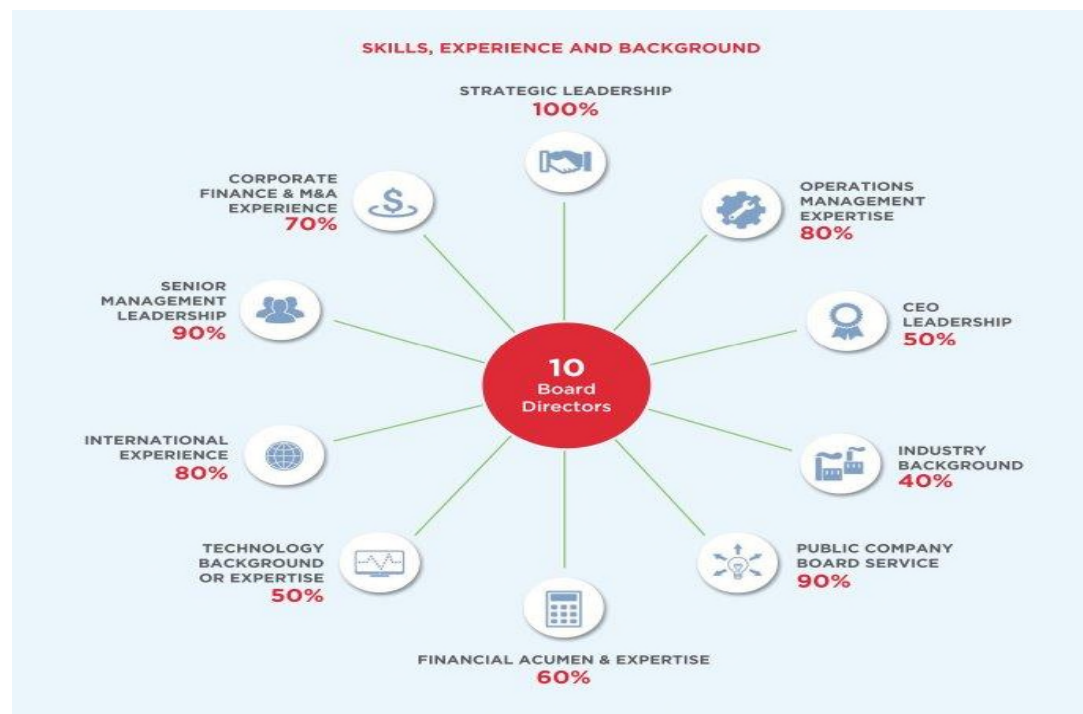 SKILLS, EXPERIENCE AND BACKGROUND
STRATEGIC LEADERSHIP
100%
OPERATIONS
MANAGEMENT
EXPERTISE
80%
CEO
LEADERSHIP
50%
INDUSTRY
BACKGROUND
40%
PUBLIC COMPANY
BOARD SERVICE
90%
FINANCIAL ACUMEN & EXPERTISE
60%
TECHNOLOGY
BACKGROUND
OR EXPERTISE
50%
INTERNATIONAL
EXPERIENCE
80%
SENIOR
MANAGEMENT
LEADERSHIP
90%
CORPORATE
FINANCE & M&A
EXPERIENCE
70%
$
10
Board
Directors